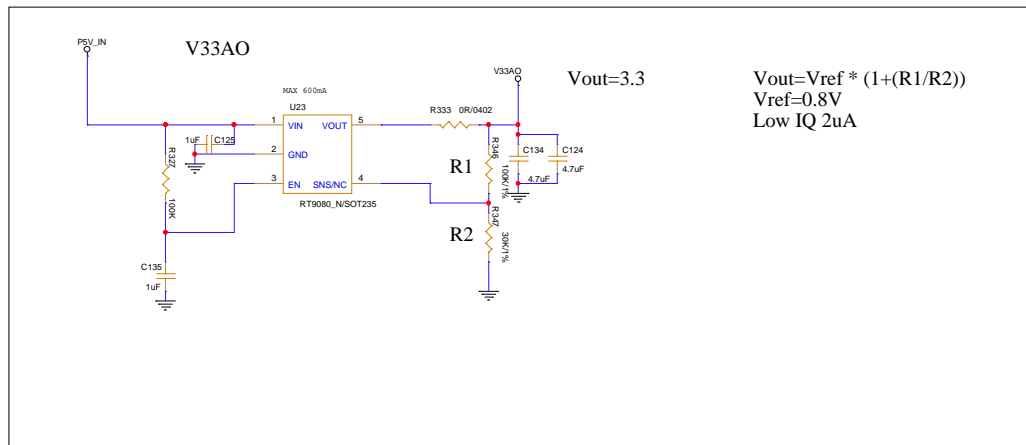 P5V_IN
V33AO
MAX 600mA
U23
1
VIN
VOUT
5
2
GND
3
EN
SNS/NC
4
RT9080_N/SOT235
1uF
C125
R327
100K
C135
1uF
R333
0R/0402
V33AO
R1
R346
100K/1%
R2
R347
30K/1%
C134
4.7uF
C124
4.7uF
Vout=3.3
Vout=Vref * (1+(R1/R2))
Vref=0.8V
Low IQ 2uA